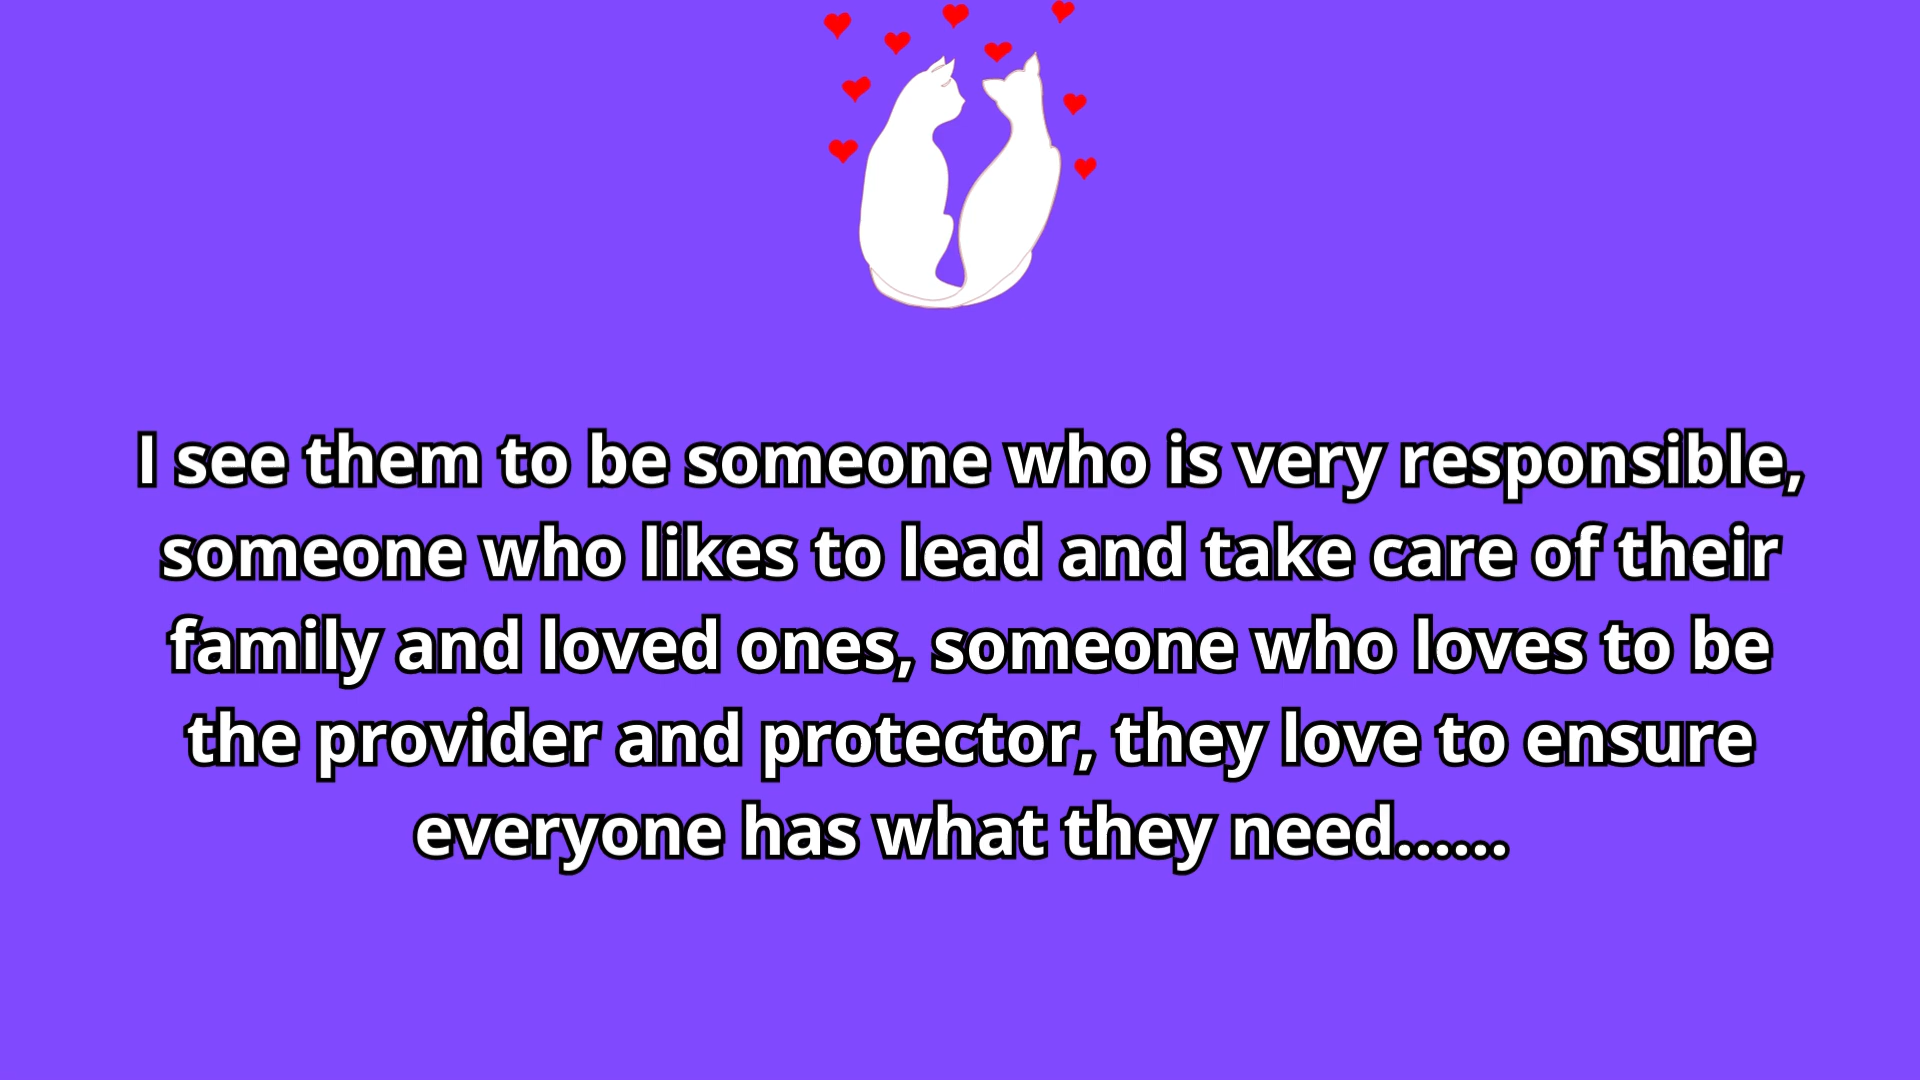 I see them to be someone who is very responsible,
someone who likes to lead and take care of their
family and loved ones, someone who loves to be
the provider and protector, they love to ensure
everyone has what they need......